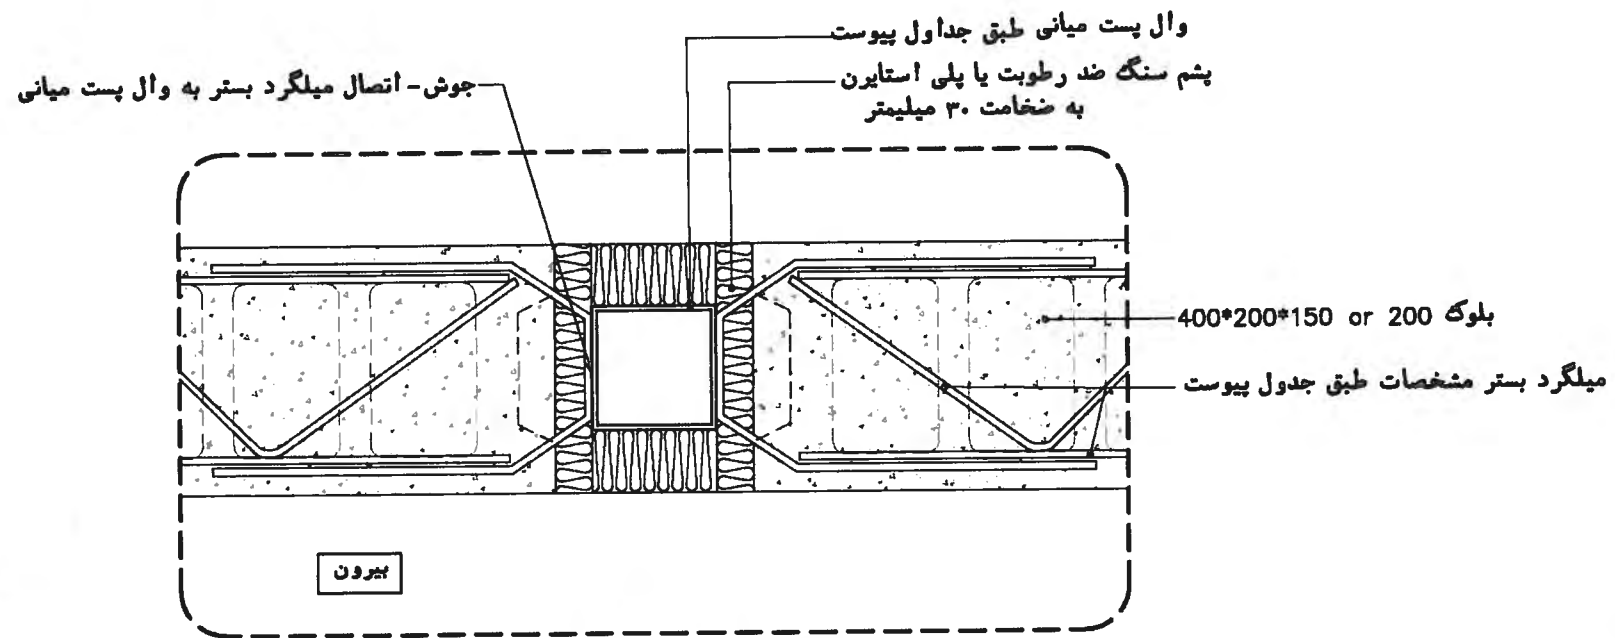 وال پست میانی طبق جداول پیوست
پشم سنگ ضد رطوبت یا پلی استایرن
به ضخامت ۳۰ میلیمتر
جوش - اتصال میلگرد بستر به وال پست میانی
بلوک 400*200*150 or 200
میلگرد بستر مشخصات طبق جدول پیوست
بیرون